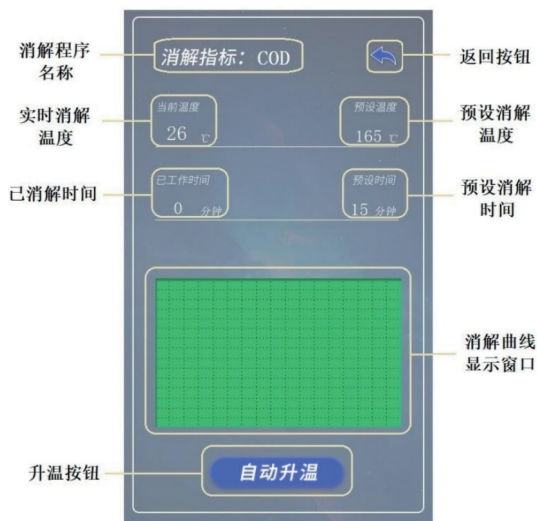 消解程序
名称
消解指标：COD
返回按钮
实时消解
温度
当前温度
26 ℃
预设温度
165 ℃
预设消解
温度
已消解时间
已工作时间
0 分钟
预设时间
15 分钟
预设消解
时间
消解曲线
显示窗口
升温按钮
自动升温